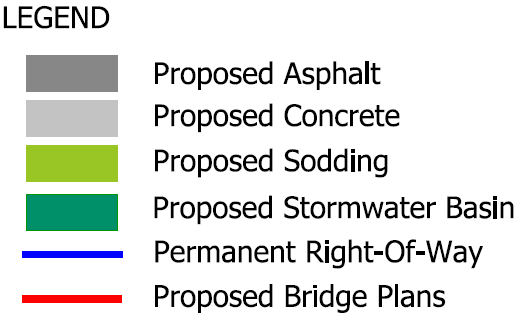 LEGEND
Proposed Asphalt
Proposed Concrete
Proposed Sodding
Proposed Stormwater Basin
Permanent Right-Of-Way
Proposed Bridge Plans